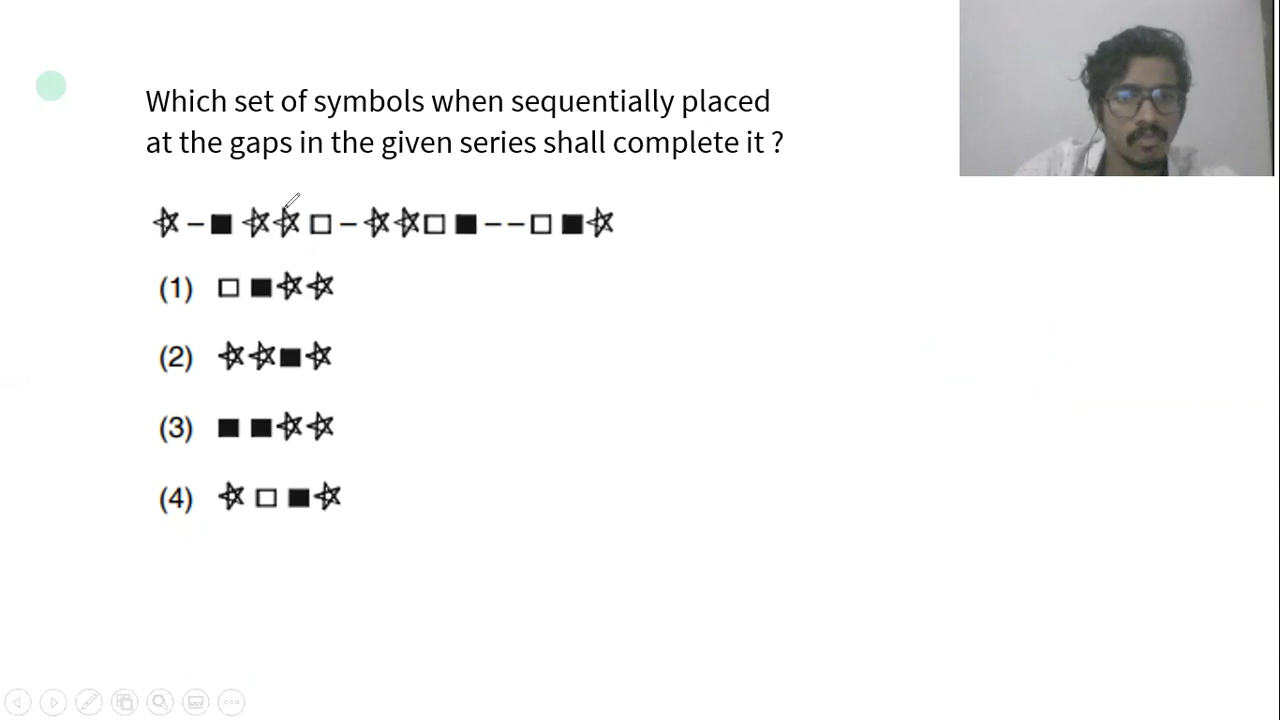 Which set of symbols when sequentially placed
at the gaps in the given series shall complete it ?
☆ – ■ ☆ ☆ □ – ☆ ☆ □ ■ – – □ ■ ☆
(1) □ ■ ☆ ☆
(2) ☆ ☆ ■ ☆
(3) ■ ■ ☆ ☆
(4) ☆ □ ■ ☆